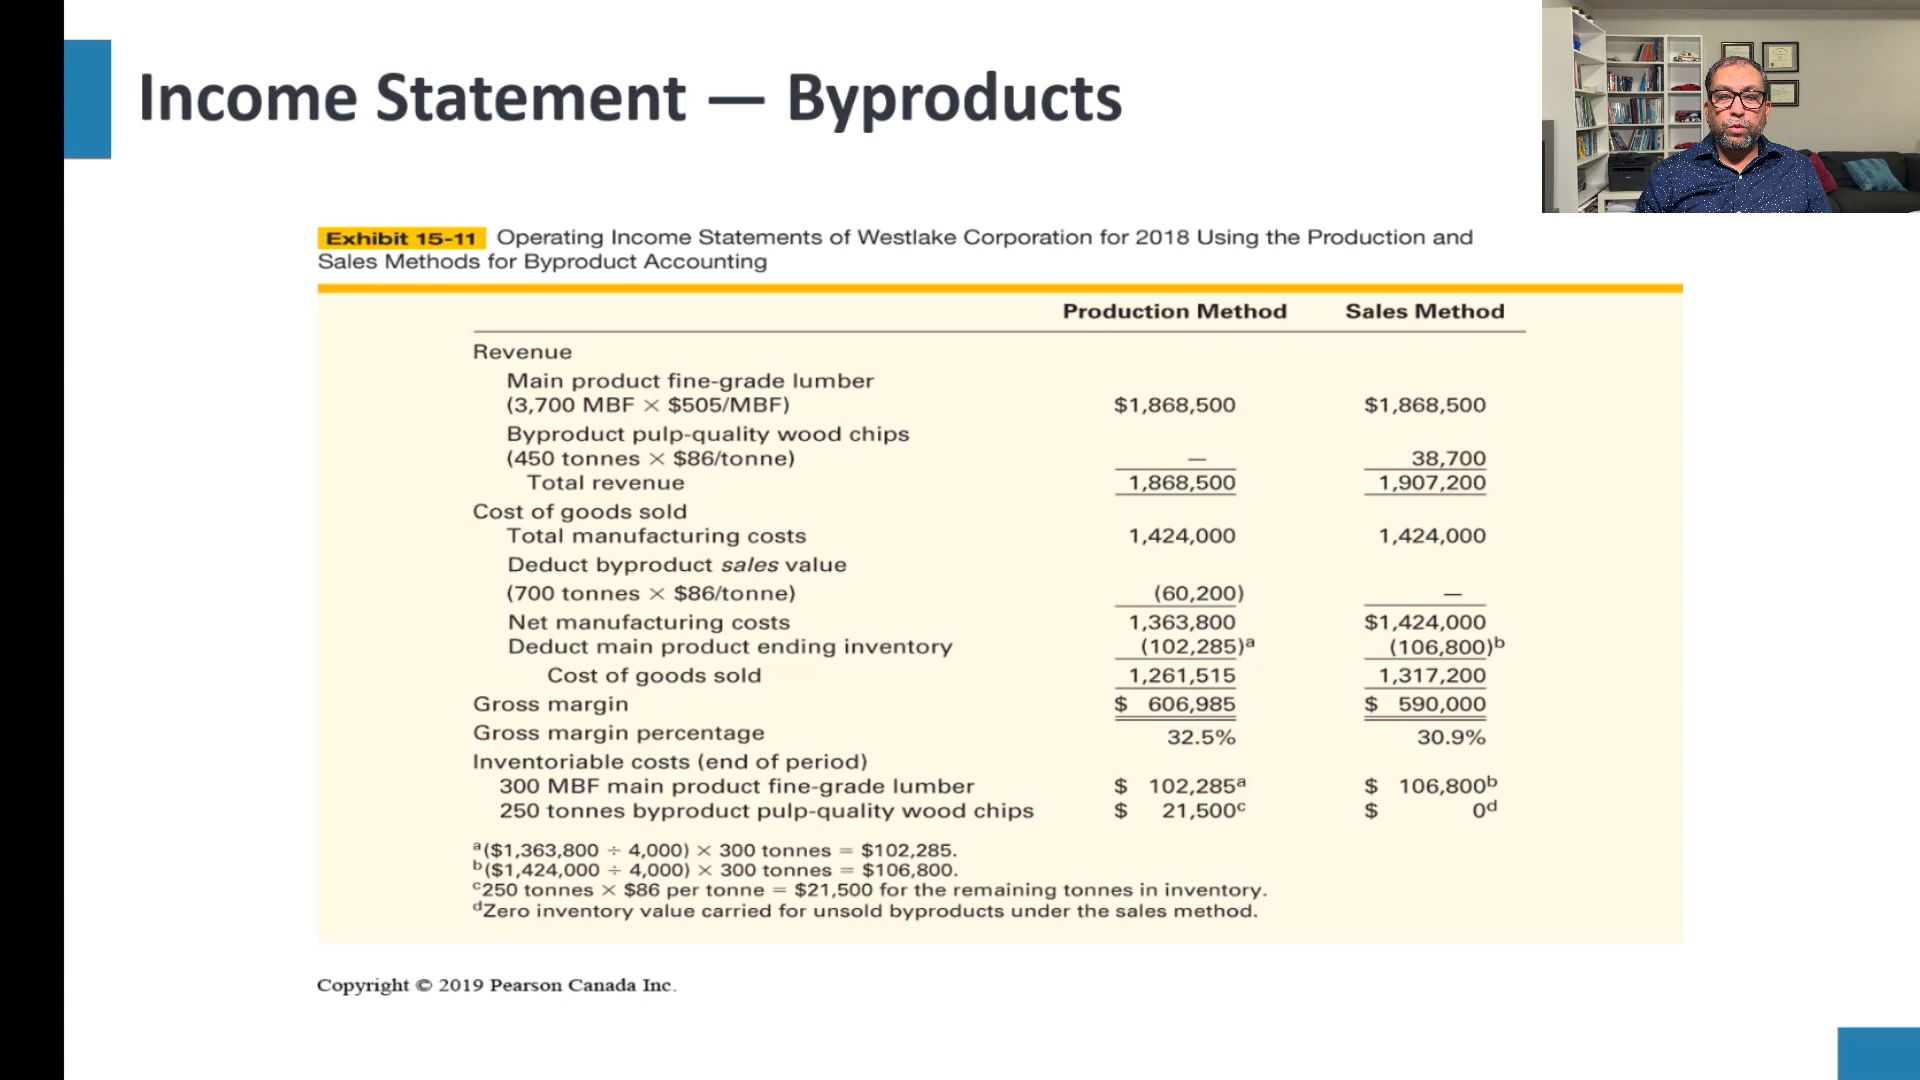 Income Statement — Byproducts
Exhibit 15-11 Operating Income Statements of Westlake Corporation for 2018 Using the Production and
Sales Methods for Byproduct Accounting
Production Method Sales Method
Revenue
Main product fine-grade lumber
(3,700 MBF × $505/MBF) $1,868,500 $1,868,500
Byproduct pulp-quality wood chips
(450 tonnes × $86/tonne) — 38,700
Total revenue 1,868,500 1,907,200
Cost of goods sold
Total manufacturing costs 1,424,000 1,424,000
Deduct byproduct sales value
(700 tonnes × $86/tonne) (60,200) —
Net manufacturing costs 1,363,800 $1,424,000
Deduct main product ending inventory (102,285)a (106,800)b
Cost of goods sold 1,261,515 1,317,200
Gross margin $ 606,985 $ 590,000
Gross margin percentage 32.5% 30.9%
Inventoriable costs (end of period)
300 MBF main product fine-grade lumber $ 102,285a $ 106,800b
250 tonnes byproduct pulp-quality wood chips $ 21,500c $ 0d
a($1,363,800 ÷ 4,000) × 300 tonnes = $102,285.
b($1,424,000 ÷ 4,000) × 300 tonnes = $106,800.
c250 tonnes × $86 per tonne = $21,500 for the remaining tonnes in inventory.
dZero inventory value carried for unsold byproducts under the sales method.
Copyright © 2019 Pearson Canada Inc.